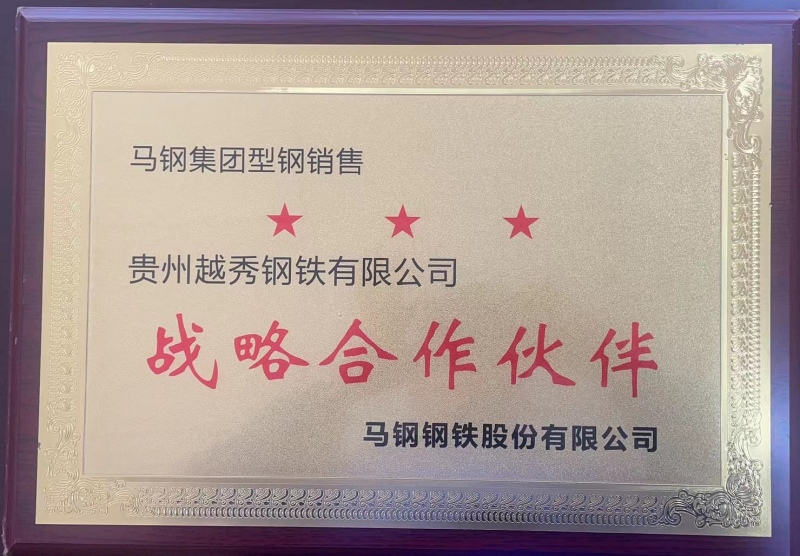 马钢集团型钢销售
★ ★ ★
贵州越秀钢铁有限公司
战略合作伙伴
马钢钢铁股份有限公司